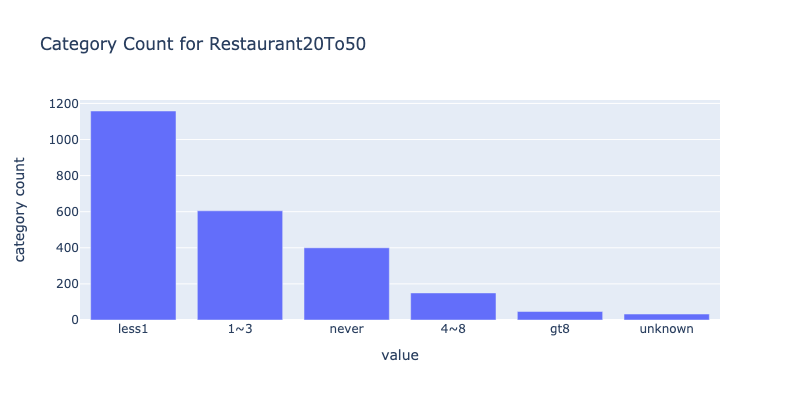 Category Count for Restaurant20To50
category count
1200
1000
800
600
400
200
0
less1
1~3
never
4~8
gt8
unknown
value